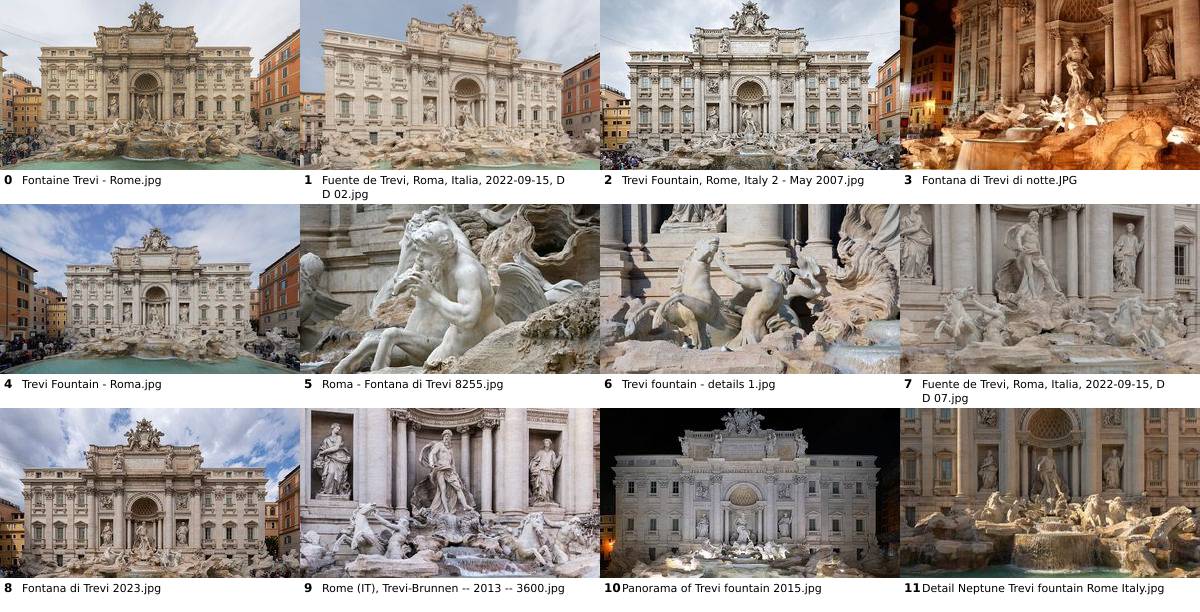 0 Fontaine Trevi - Rome.jpg
1 Fuente de Trevi, Roma, Italia, 2022-09-15, D
D 02.jpg
2 Trevi Fountain, Rome, Italy 2 - May 2007.jpg
3 Fontana di Trevi di notte.JPG
4 Trevi Fountain - Roma.jpg
5 Roma - Fontana di Trevi 8255.jpg
6 Trevi fountain - details 1.jpg
7 Fuente de Trevi, Roma, Italia, 2022-09-15, D
D 07.jpg
8 Fontana di Trevi 2023.jpg
9 Rome (IT), Trevi-Brunnen -- 2013 -- 3600.jpg
10 Panorama of Trevi fountain 2015.jpg
11 Detail Neptune Trevi fountain Rome Italy.jpg